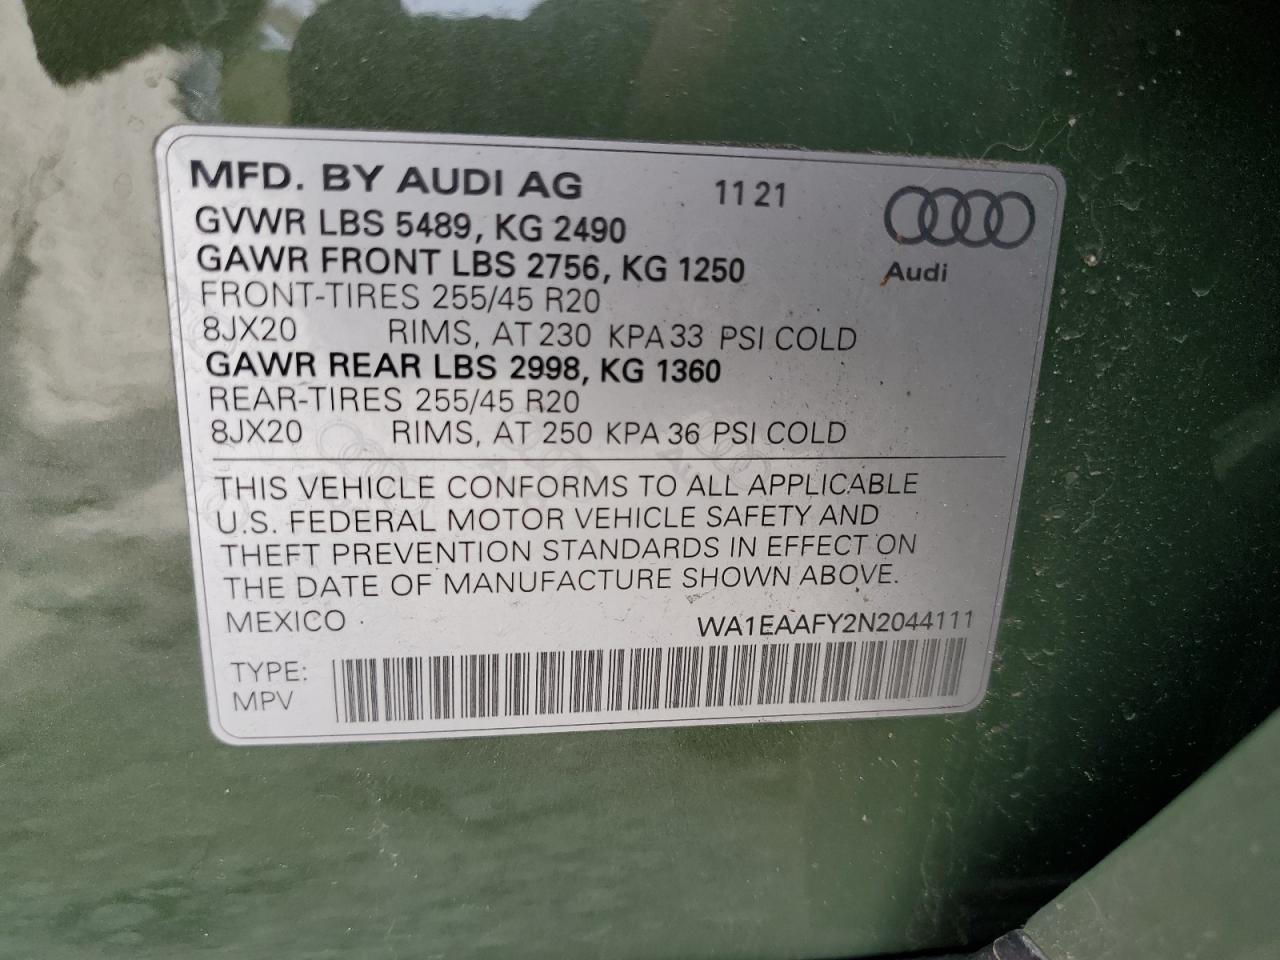 MFD. BY AUDI AG 11 21
GVWR LBS 5489, KG 2490
GAWR FRONT LBS 2756, KG 1250
Audi
FRONT-TIRES 255/45 R20
8JX20 RIMS, AT 230 KPA 33 PSI COLD
GAWR REAR LBS 2998, KG 1360
REAR-TIRES 255/45 R20
8JX20 RIMS, AT 250 KPA 36 PSI COLD
THIS VEHICLE CONFORMS TO ALL APPLICABLE
U.S. FEDERAL MOTOR VEHICLE SAFETY AND
THEFT PREVENTION STANDARDS IN EFFECT ON
THE DATE OF MANUFACTURE SHOWN ABOVE.
MEXICO WA1EAAFY2N2044111
TYPE:
MPV